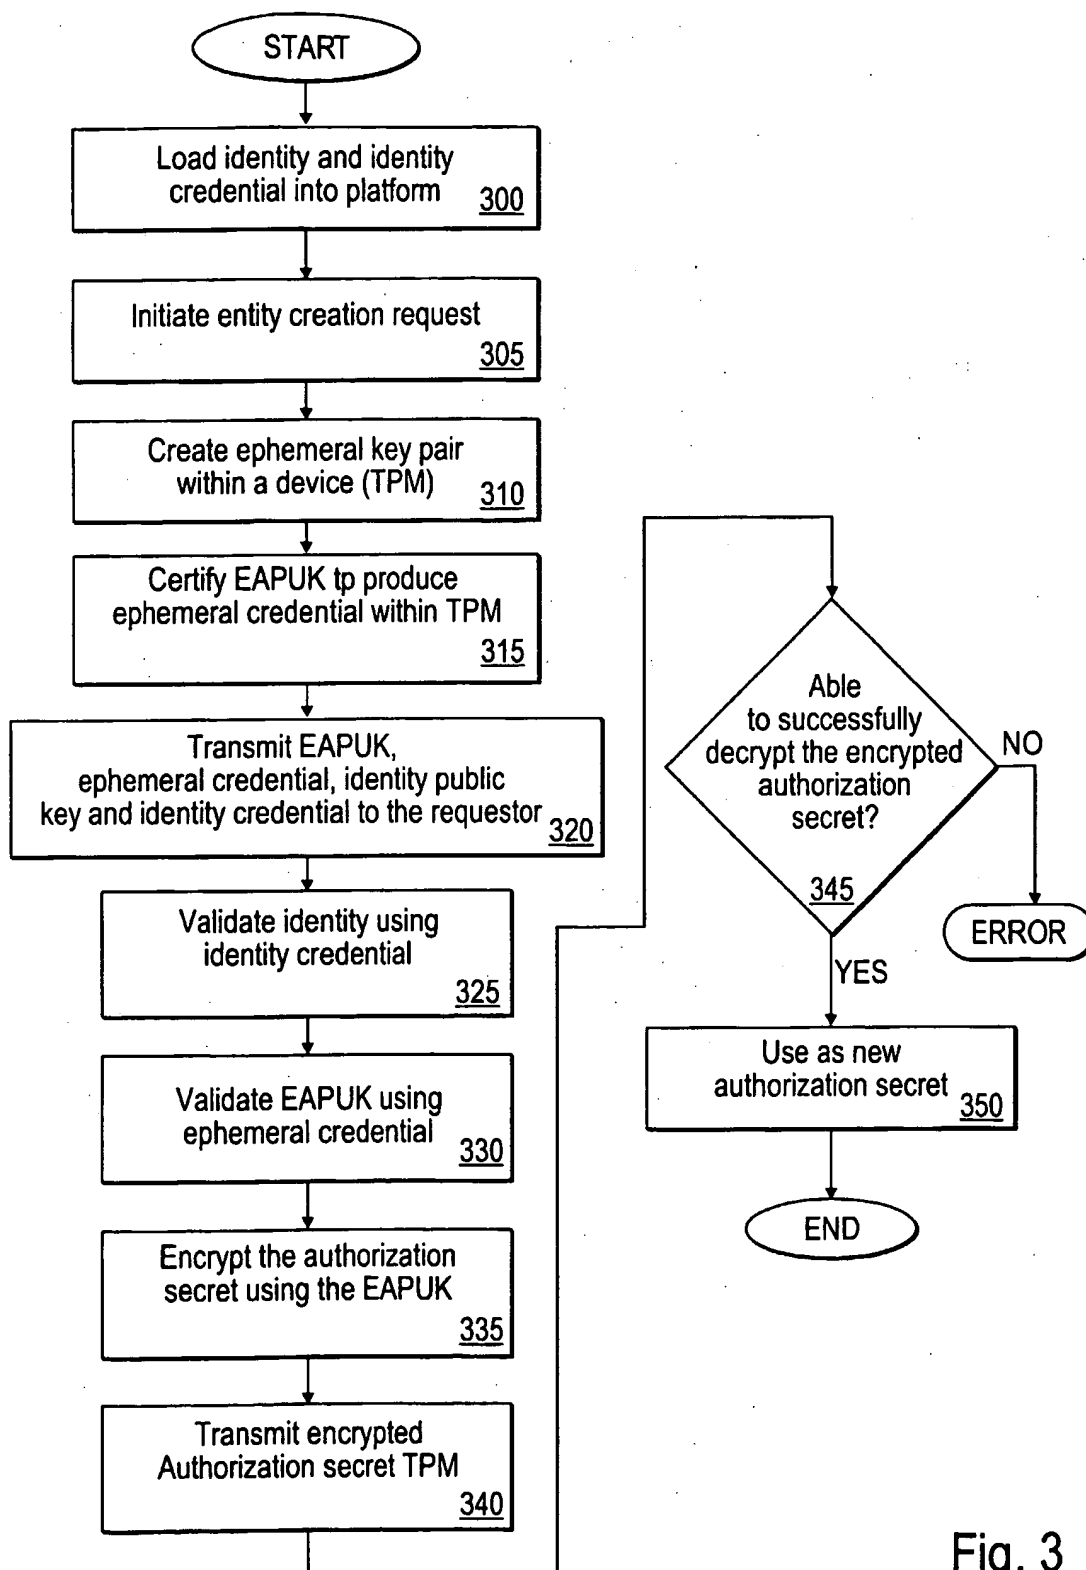 START
Load identity and identity
credential into platform
300
Initiate entity creation request
305
Create ephemeral key pair
within a device (TPM)
310
Certify EAPUK tp produce
ephemeral credential within TPM
315
Transmit EAPUK,
ephemeral credential, identity public
key and identity credential to the requestor
320
Validate identity using
identity credential
325
Validate EAPUK using
ephemeral credential
330
Encrypt the authorization
secret using the EAPUK
335
Transmit encrypted
Authorization secret TPM
340
Able
to successfully
decrypt the encrypted
authorization
secret?
345
NO
ERROR
YES
Use as new
authorization secret
350
END
Fig. 3